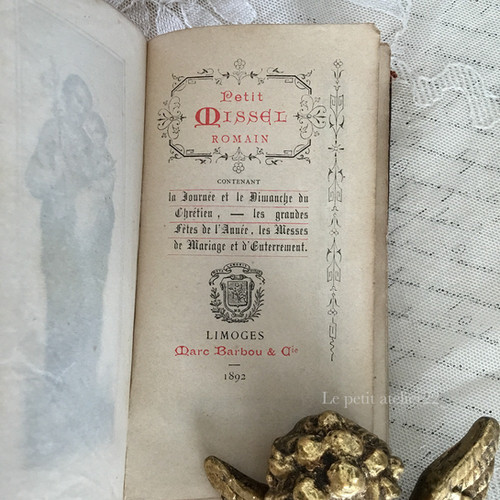 Petit
MISSEL
ROMAIN
CONTENANT
la Journée et le Dimanche du
Chrétien, — les grandes
Fêtes de l'Année, les Messes
de Mariage et d'Enterrement.
LIMOGES
Marc Barbou & Cie
1892
Le petit atelier22